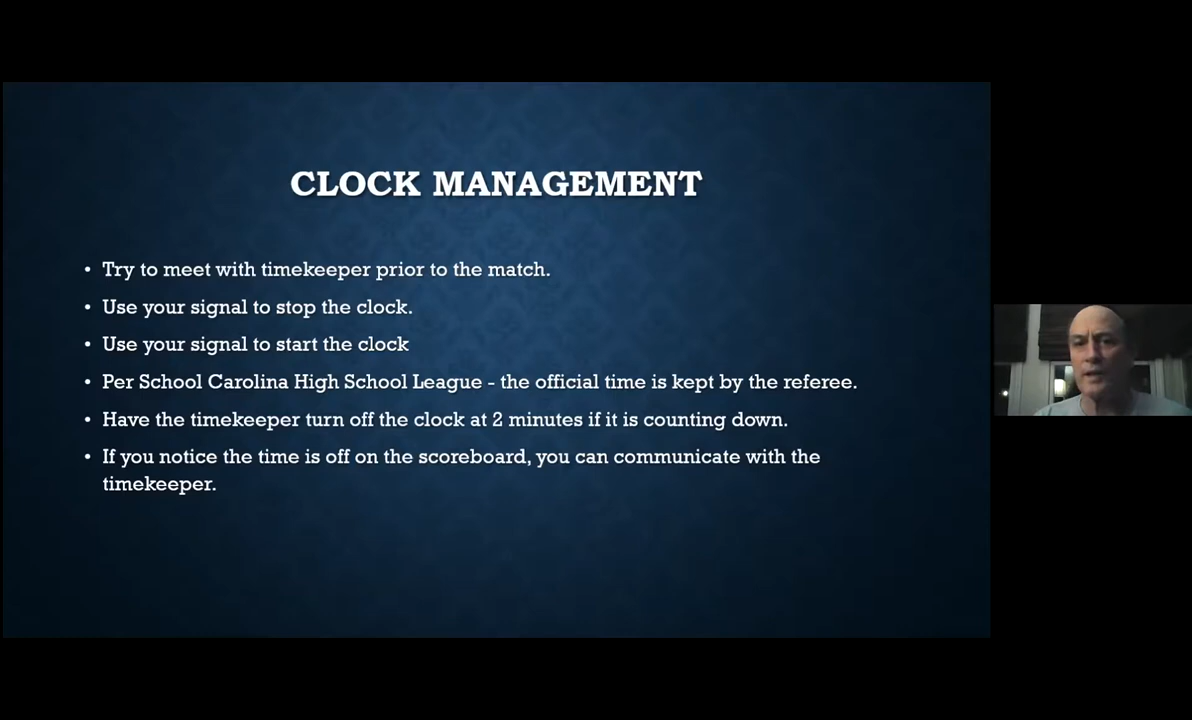 CLOCK MANAGEMENT
• Try to meet with timekeeper prior to the match.
• Use your signal to stop the clock.
• Use your signal to start the clock
• Per School Carolina High School League - the official time is kept by the referee.
• Have the timekeeper turn off the clock at 2 minutes if it is counting down.
• If you notice the time is off on the scoreboard, you can communicate with the
timekeeper.